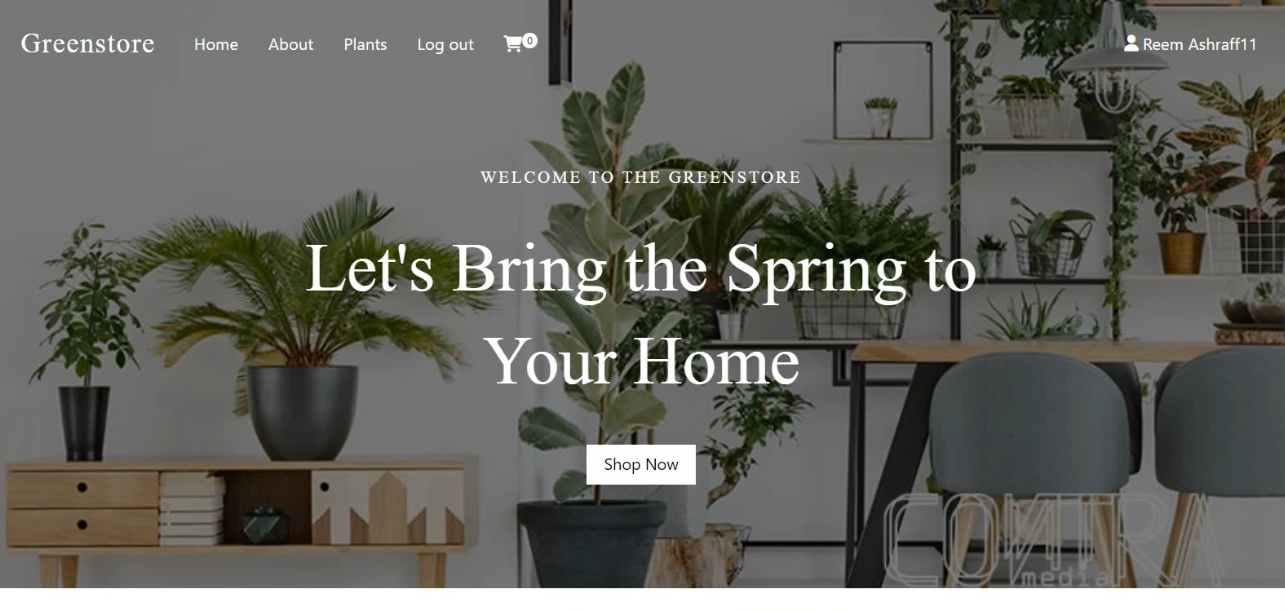 Greenstore Home About Plants Log out 0 Reem Ashraff11
WELCOME TO THE GREENSTORE
Let's Bring the Spring to
Your Home
Shop Now
COMTRA
media